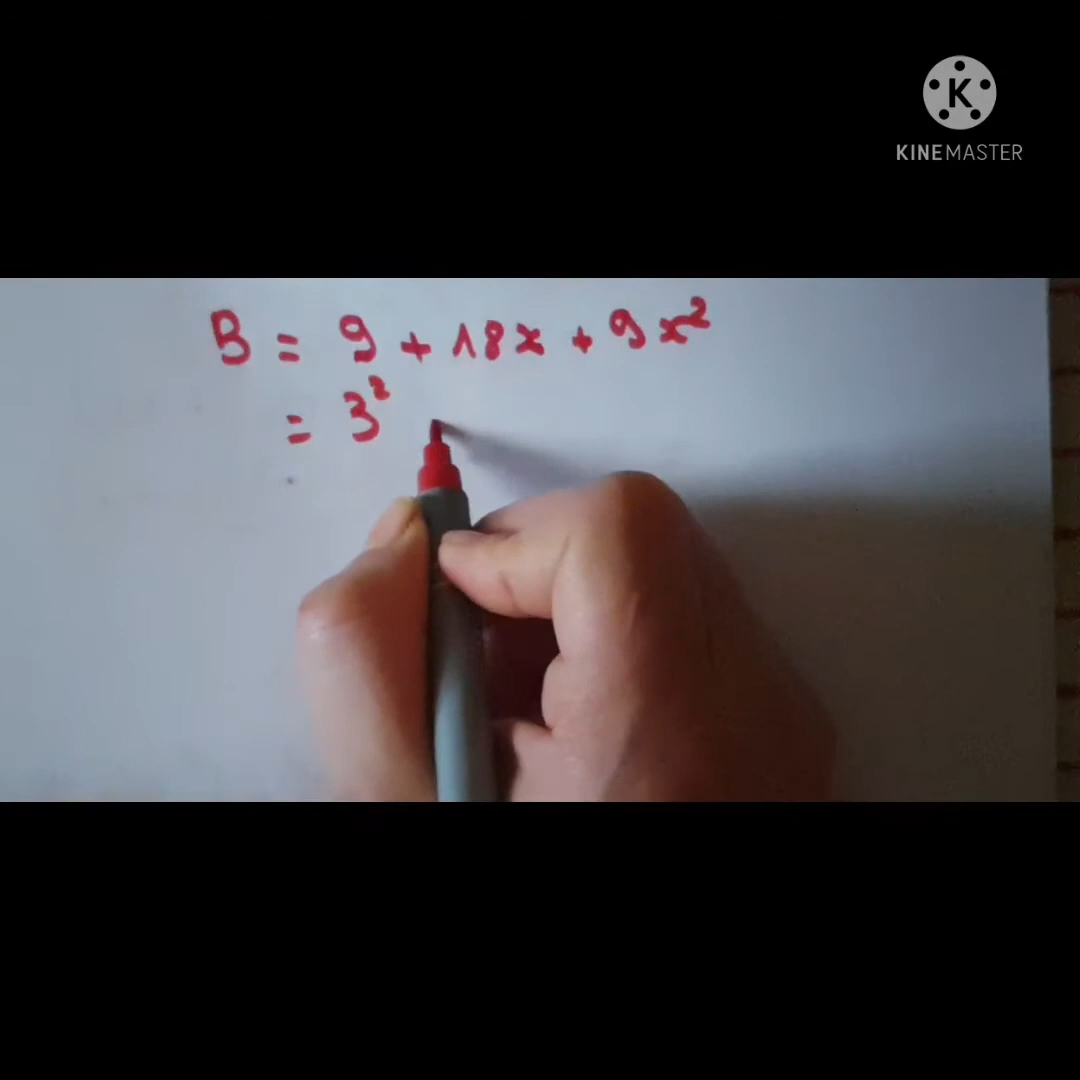 KINEMASTER
B = 9 + 18x + 9x²
= 3²